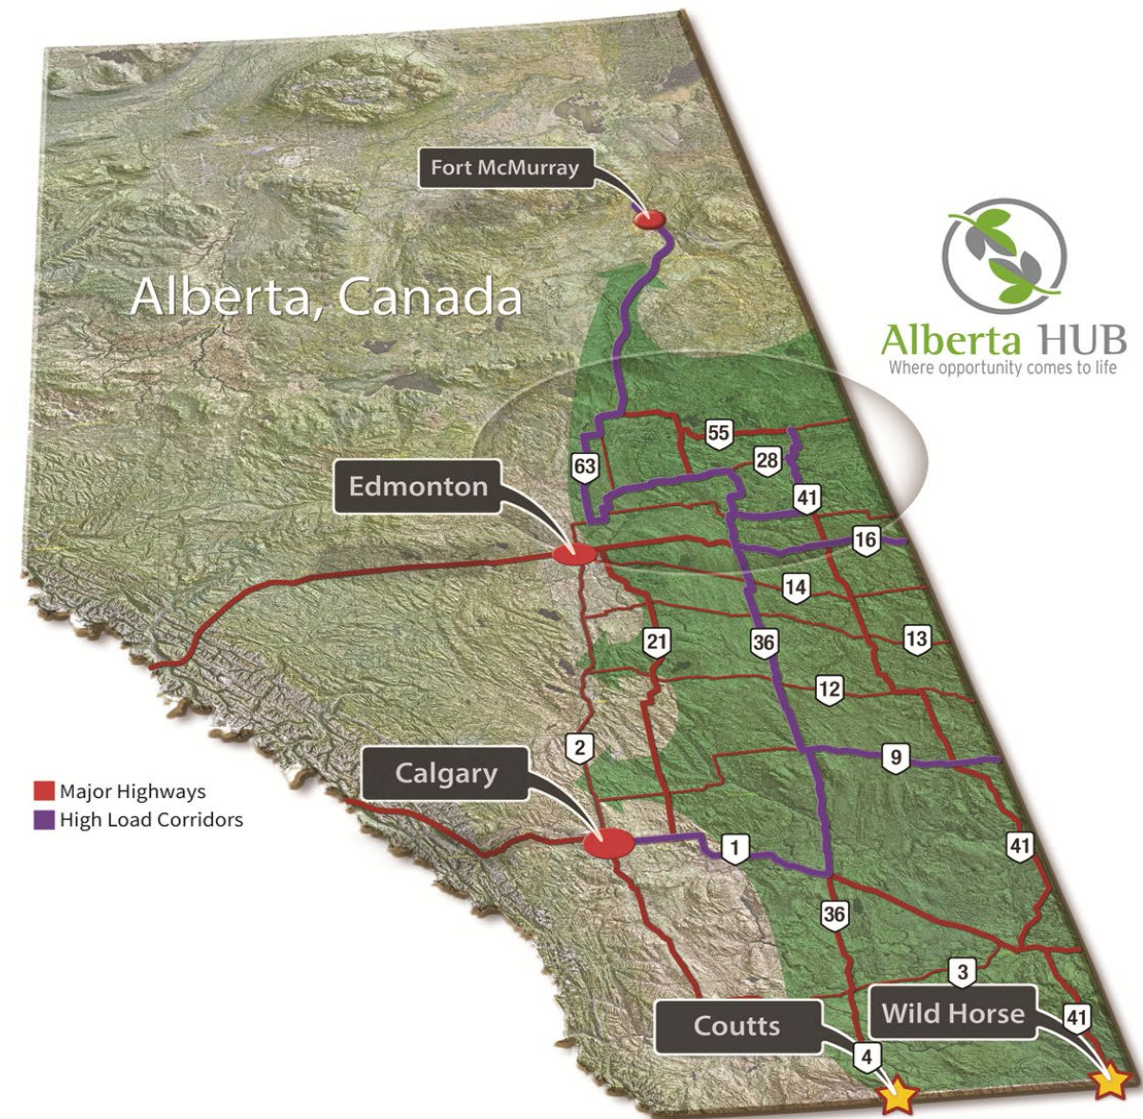 Fort McMurray
Alberta, Canada
Alberta HUB
Where opportunity comes to life
55
28
63
Edmonton
41
16
14
21
36
13
12
2
9
Calgary
Major Highways
High Load Corridors
1
41
36
3
Coutts
Wild Horse
41
4